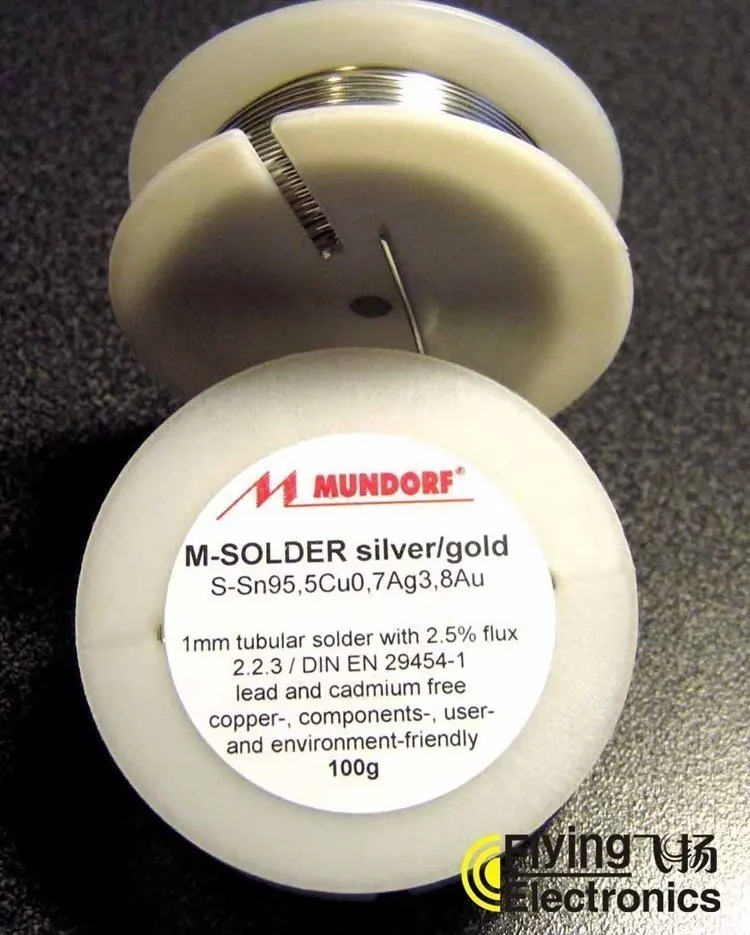 MUNDORF®
M-SOLDER silver/gold
S-Sn95,5Cu0,7Ag3,8Au
1mm tubular solder with 2.5% flux
2.2.3 / DIN EN 29454-1
lead and cadmium free
copper-, components-, user-
and environment-friendly
100g
Flying飞扬
Electronics